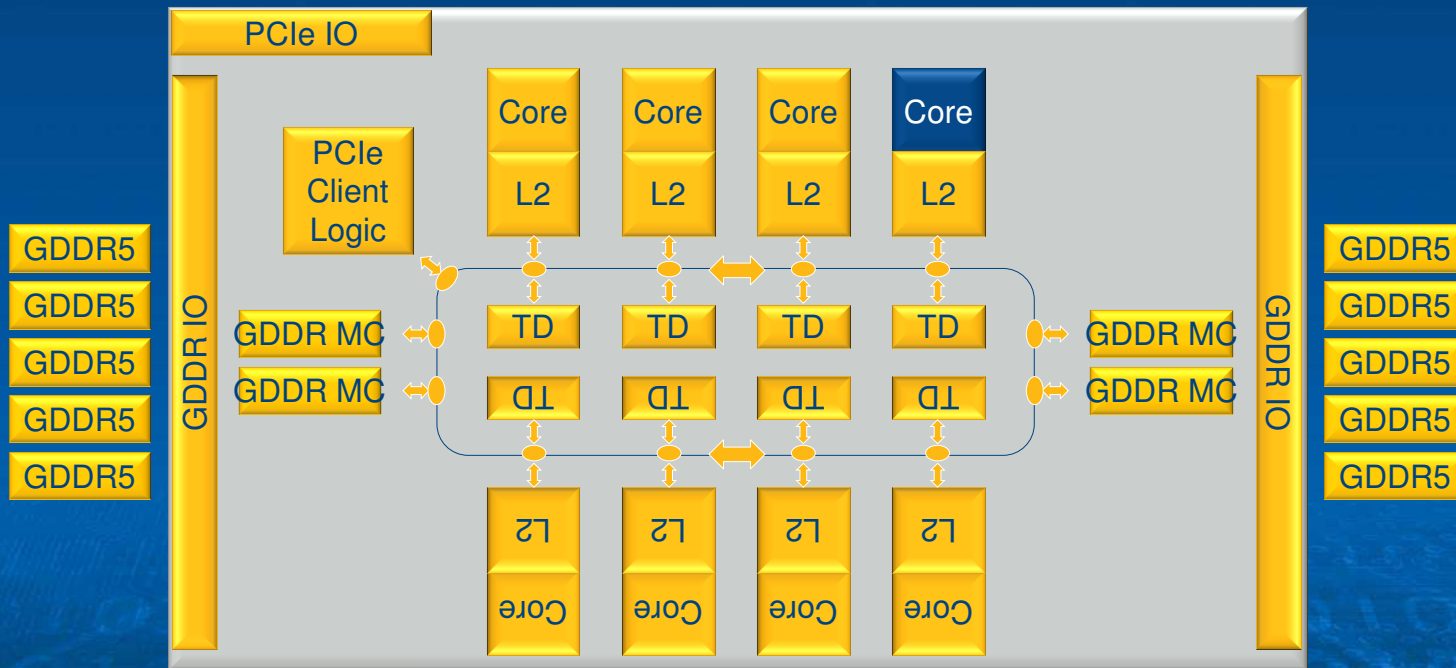 PCIe IO
Core Core Core Core
PCIe
Client
Logic
L2 L2 L2 L2
GDDR5
GDDR5
GDDR5
GDDR5
GDDR5
GDDR IO
GDDR MC
GDDR MC
TD TD TD TD
TD TD TD TD
GDDR MC
GDDR MC
GDDR IO
GDDR5
GDDR5
GDDR5
GDDR5
GDDR5
L2 L2 L2 L2
Core Core Core Core